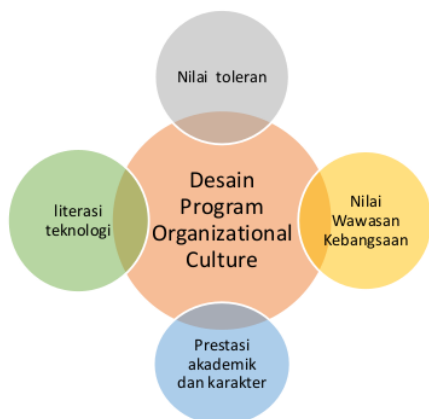 Nilai toleran
Desain
Program
Organizational
Culture
literasi
teknologi
Nilai
Wawasan
Kebangsaan
Prestasi
akademik
dan karakter